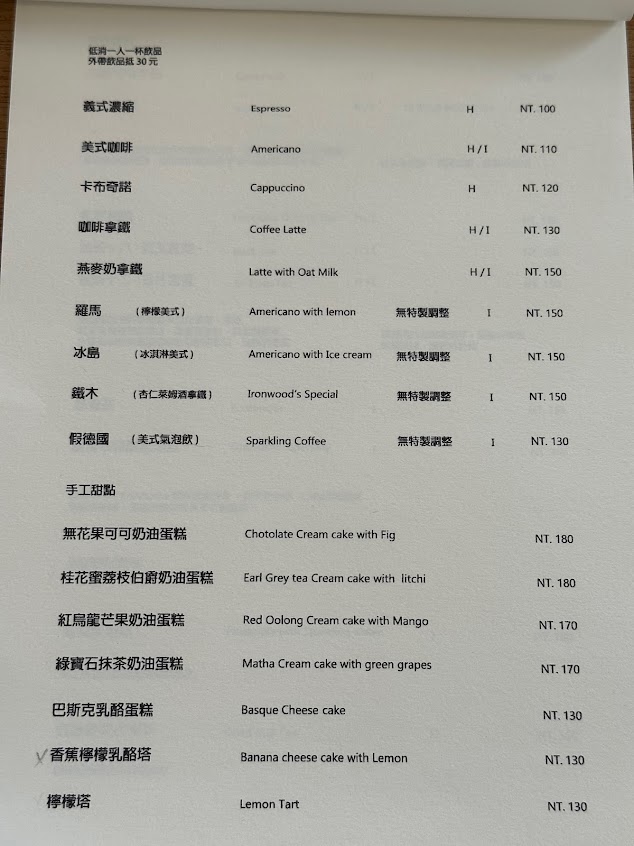 低消一人一杯飲品
外帶飲品抵 30 元
義式濃縮 Espresso H NT. 100
美式咖啡 Americano H / I NT. 110
卡布奇諾 Cappuccino H NT. 120
咖啡拿鐵 Coffee Latte H / I NT. 130
燕麥奶拿鐵 Latte with Oat Milk H / I NT. 150
羅馬 （檸檬美式） Americano with lemon 無特製調整 I NT. 150
冰島 （冰淇淋美式） Americano with Ice cream 無特製調整 I NT. 150
鐵木 （杏仁萊姆酒拿鐵） Ironwood's Special 無特製調整 I NT. 150
假德國 （美式氣泡飲） Sparkling Coffee 無特製調整 I NT. 130
手工甜點
無花果可可奶油蛋糕 Chotolate Cream cake with Fig NT. 180
桂花蜜荔枝伯爵奶油蛋糕 Earl Grey tea Cream cake with litchi NT. 180
紅烏龍芒果奶油蛋糕 Red Oolong Cream cake with Mango NT. 170
綠寶石抹茶奶油蛋糕 Matha Cream cake with green grapes NT. 170
巴斯克乳酪蛋糕 Basque Cheese cake NT. 130
香蕉檸檬乳酪塔 Banana cheese cake with Lemon NT. 130
檸檬塔 Lemon Tart NT. 130